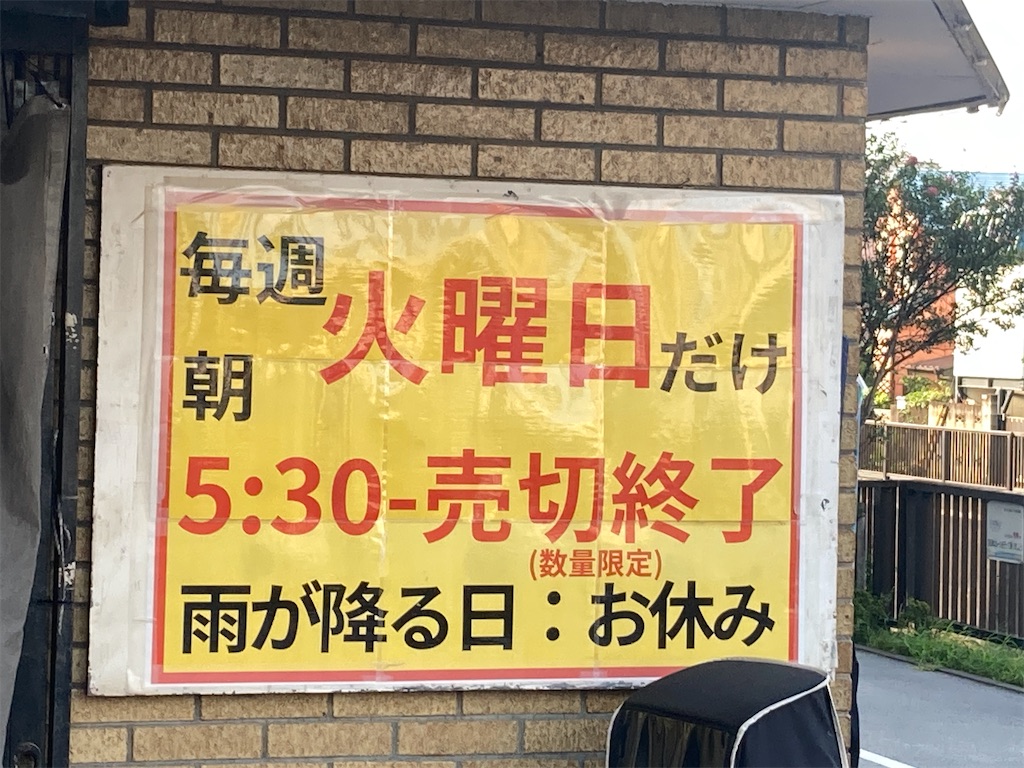 毎週火曜日だけ
朝
5:30-売切終了
(数量限定)
雨が降る日：お休み